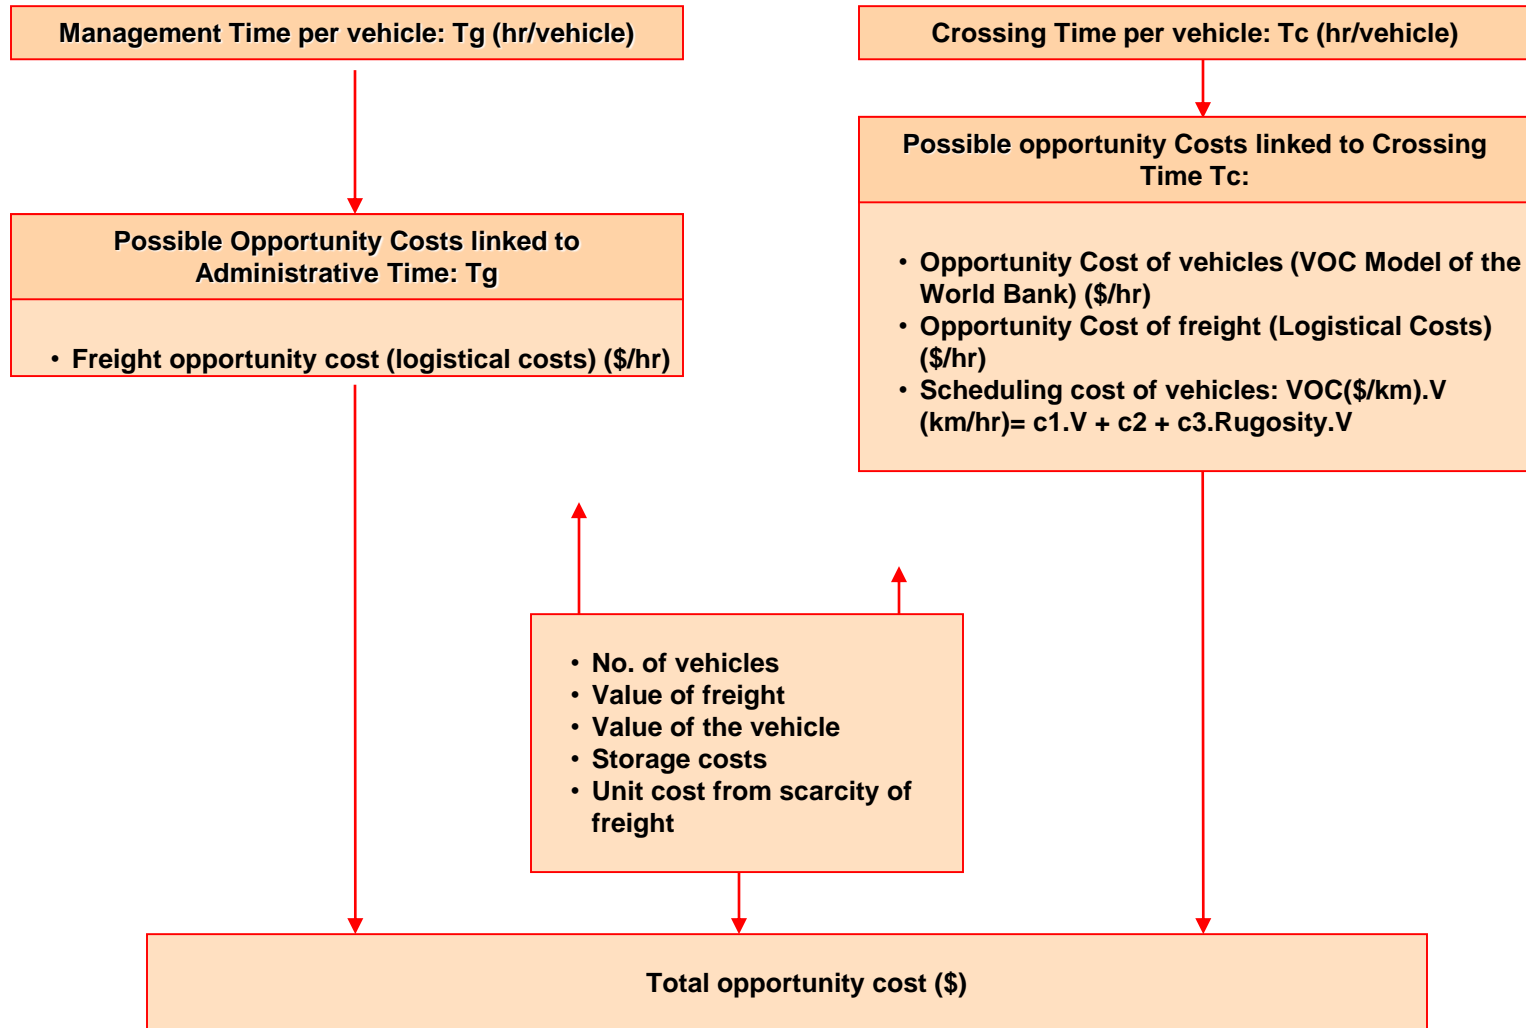 Management Time per vehicle: Tg (hr/vehicle)
Crossing Time per vehicle: Tc (hr/vehicle)
Possible opportunity Costs linked to Crossing
Time Tc:
Possible Opportunity Costs linked to
Administrative Time: Tg
• Freight opportunity cost (logistical costs) ($/hr)
• Opportunity Cost of vehicles (VOC Model of the
World Bank) ($/hr)
• Opportunity Cost of freight (Logistical Costs)
($/hr)
• Scheduling cost of vehicles: VOC($/km).V
(km/hr)= c1.V + c2 + c3.Rugosity.V
• No. of vehicles
• Value of freight
• Value of the vehicle
• Storage costs
• Unit cost from scarcity of
freight
Total opportunity cost ($)